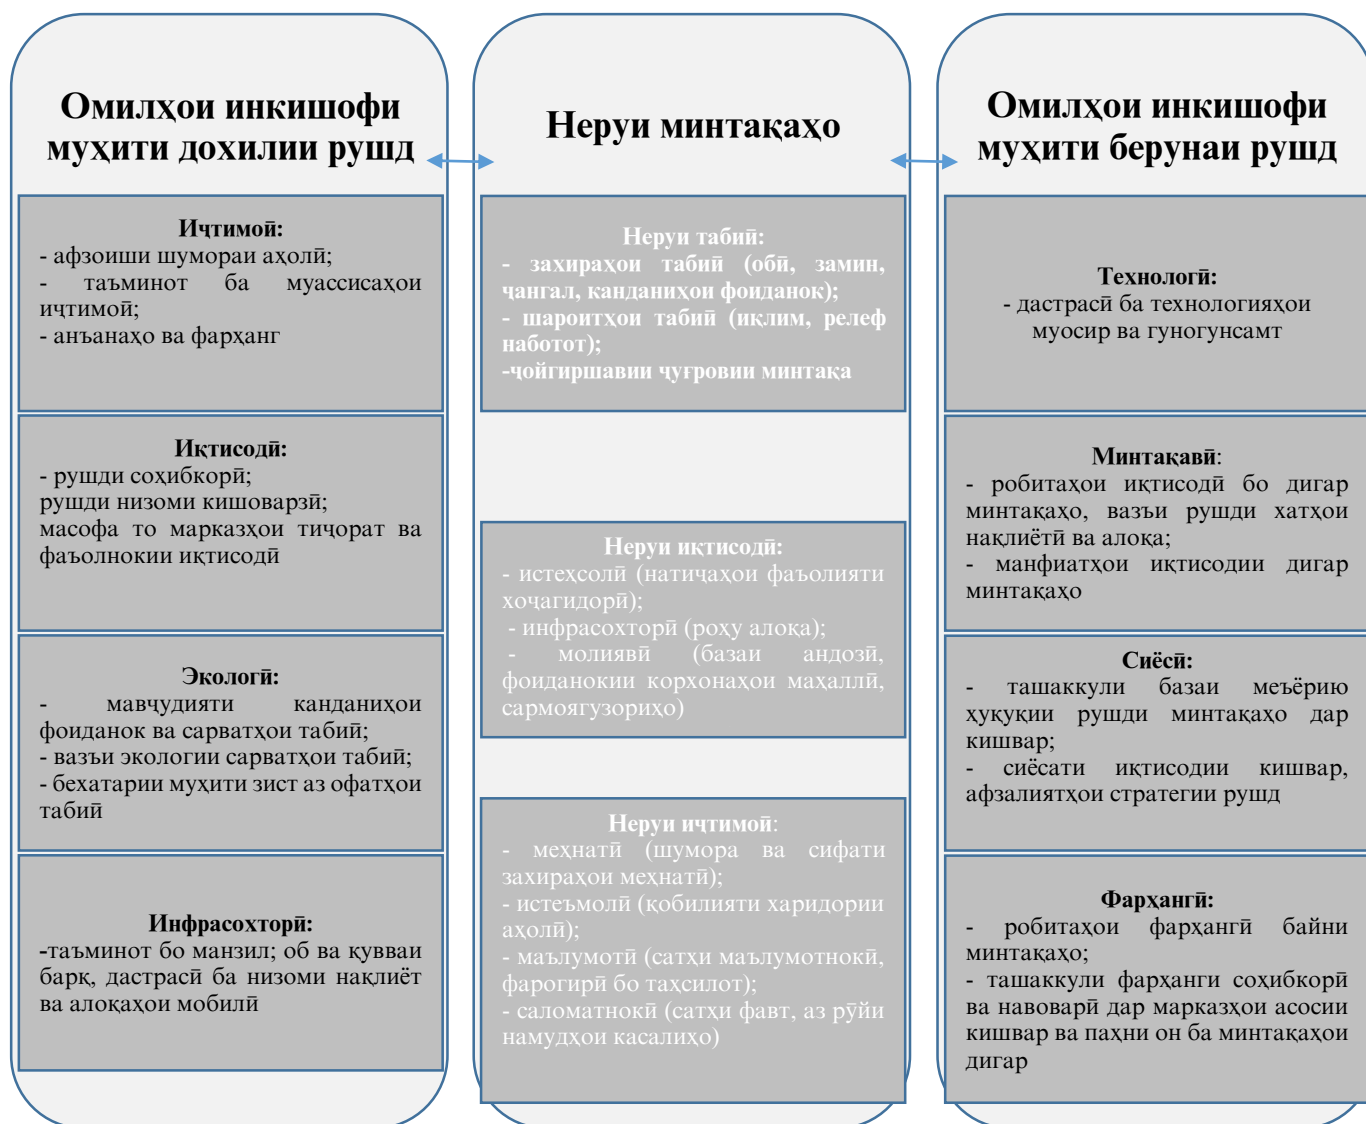 Омилҳои инкишофи
муҳити дохилии рушд
Иҷтимоӣ:
- афзоиши шумораи аҳолӣ;
- таъминот ба муассисаҳои
иҷтимоӣ;
- анъанаҳо ва фарҳанг
Иқтисодӣ:
- рушди соҳибкорӣ;
рушди низоми кишоварзӣ;
масофа то марказҳои тиҷорат ва
фаъолнокии иқтисодӣ
Экологӣ:
- мавҷудияти канданиҳои
фоиданок ва сарватҳои табиӣ;
- вазъи экологии сарватҳои табиӣ;
- бехатарии муҳити зист аз офатҳои
табиӣ
Инфрасохторӣ:
-таъминот бо манзил; об ва қувваи
барқ, дастрасӣ ба низоми нақлиёт
ва алоқаҳои мобилӣ
Неруи минтақаҳо
Неруи табиӣ:
- захираҳои табиӣ (обӣ, замин,
ҷангал, канданиҳои фоиданок);
- шароитҳои табиӣ (иқлим, релеф
наботот);
-ҷойгиршавии ҷуғровии минтақа
Неруи иқтисодӣ:
- истеҳсолӣ (натиҷаҳои фаъолияти
хоҷагидорӣ);
- инфрасохторӣ (роҳу алоқа);
- молиявӣ (базаи андозӣ,
фоиданокии корхонаҳои маҳаллӣ,
сармоягузориҳо)
Неруи иҷтимоӣ:
- меҳнатӣ (шумора ва сифати
захираҳои меҳнатӣ);
- истеъмолӣ (қобилияти харидории
аҳолӣ);
- маълумотӣ (сатҳи маълумотнокӣ,
фарогирӣ бо таҳсилот);
- саломатнокӣ (сатҳи фавт, аз рӯйи
намудҳои касалиҳо)
Омилҳои инкишофи
муҳити берунаи рушд
Технологӣ:
- дастрасӣ ба технологияҳои
муосир ва гуногунсамт
Минтақавӣ:
- робитаҳои иқтисодӣ бо дигар
минтақаҳо, вазъи рушди хатҳои
нақлиётӣ ва алоқа;
- манфиатҳои иқтисодии дигар
минтақаҳо
Сиёсӣ:
- ташаккули базаи меъёрию
ҳуқуқии рушди минтақаҳо дар
кишвар;
- сиёсати иқтисодии кишвар,
афзалиятҳои стратегии рушд
Фарҳангӣ:
- робитаҳои фарҳангӣ байни
минтақаҳо;
- ташаккули фарҳанги соҳибкорӣ
ва навоварӣ дар марказҳои асосии
кишвар ва паҳни он ба минтақаҳои
дигар